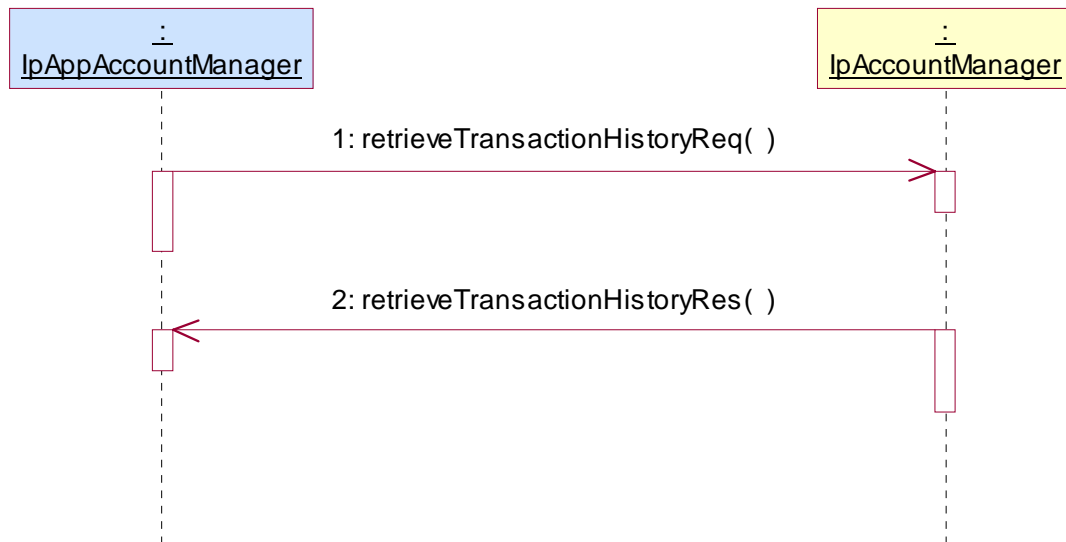 :
IpAppAccountManager
:
IpAccountManager
1: retrieveTransactionHistoryReq( )
2: retrieveTransactionHistoryRes( )